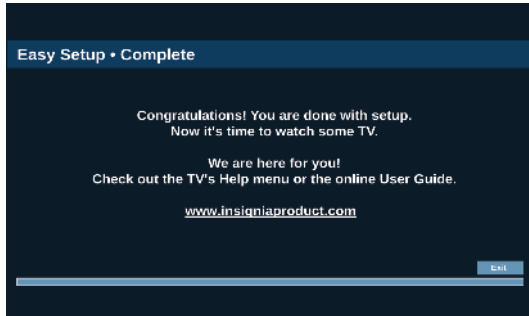 Easy Setup • Complete
Congratulations! You are done with setup.
Now it's time to watch some TV.
We are here for you!
Check out the TV's Help menu or the online User Guide.
www.insigniaproduct.com
Exit